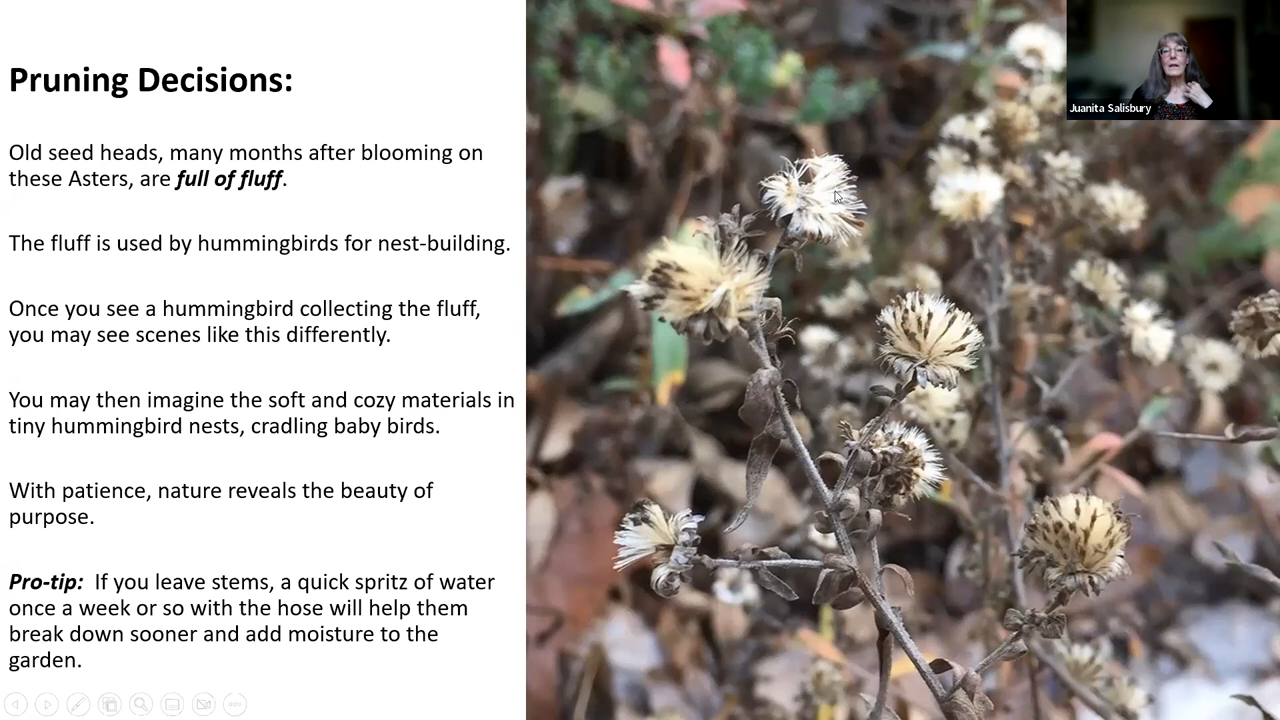 Pruning Decisions:
Old seed heads, many months after blooming on
these Asters, are full of fluff.
The fluff is used by hummingbirds for nest-building.
Once you see a hummingbird collecting the fluff,
you may see scenes like this differently.
You may then imagine the soft and cozy materials in
tiny hummingbird nests, cradling baby birds.
With patience, nature reveals the beauty of
purpose.
Pro-tip:  If you leave stems, a quick spritz of water
once a week or so with the hose will help them
break down sooner and add moisture to the
garden.
Juanita Salisbury